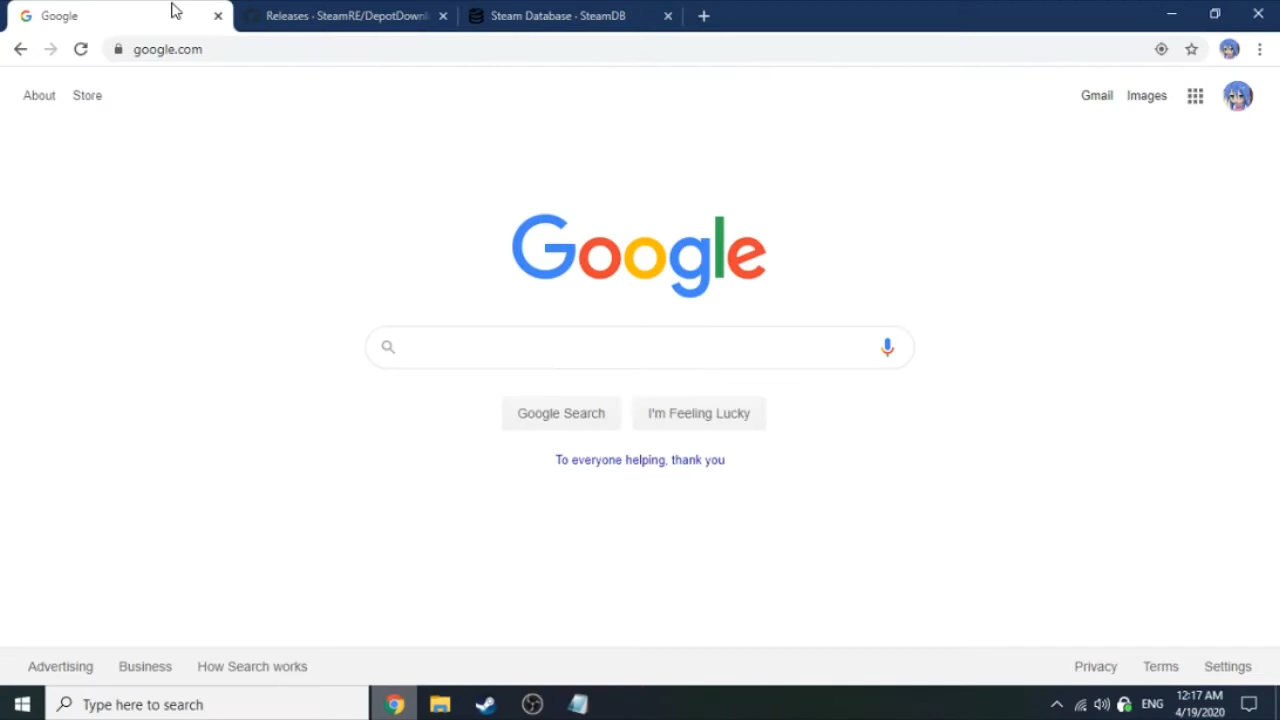 Google
Releases · SteamRE/DepotDownl
Steam Database · SteamDB
google.com
About Store
Gmail Images
Google
Google Search
I'm Feeling Lucky
To everyone helping, thank you
Advertising Business How Search works
Privacy Terms Settings
Type here to search
ENG
12:17 AM
4/19/2020